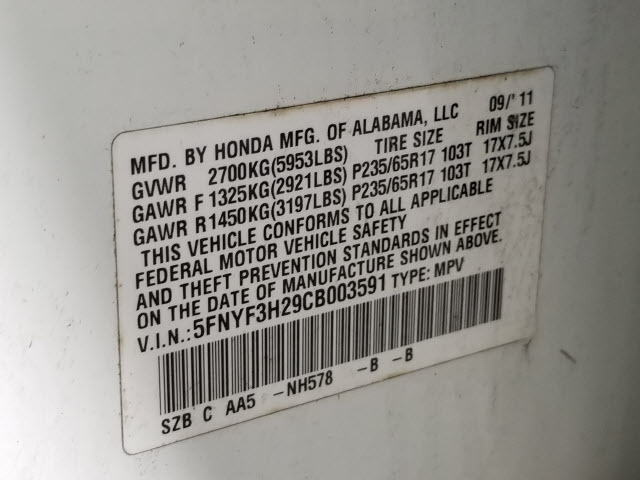 MFD. BY HONDA MFG. OF ALABAMA, LLC 09/'11
GVWR 2700KG(5953LBS) TIRE SIZE RIM SIZE
GAWR F 1325KG(2921LBS) P235/65R17 103T 17X7.5J
GAWR R1450KG(3197LBS) P235/65R17 103T 17X7.5J
THIS VEHICLE CONFORMS TO ALL APPLICABLE
FEDERAL MOTOR VEHICLE SAFETY
AND THEFT PREVENTION STANDARDS IN EFFECT
ON THE DATE OF MANUFACTURE SHOWN ABOVE.
V.I.N.:5FNYF3H29CB003591 TYPE: MPV
SZB C AA5 -NH578 -B -B